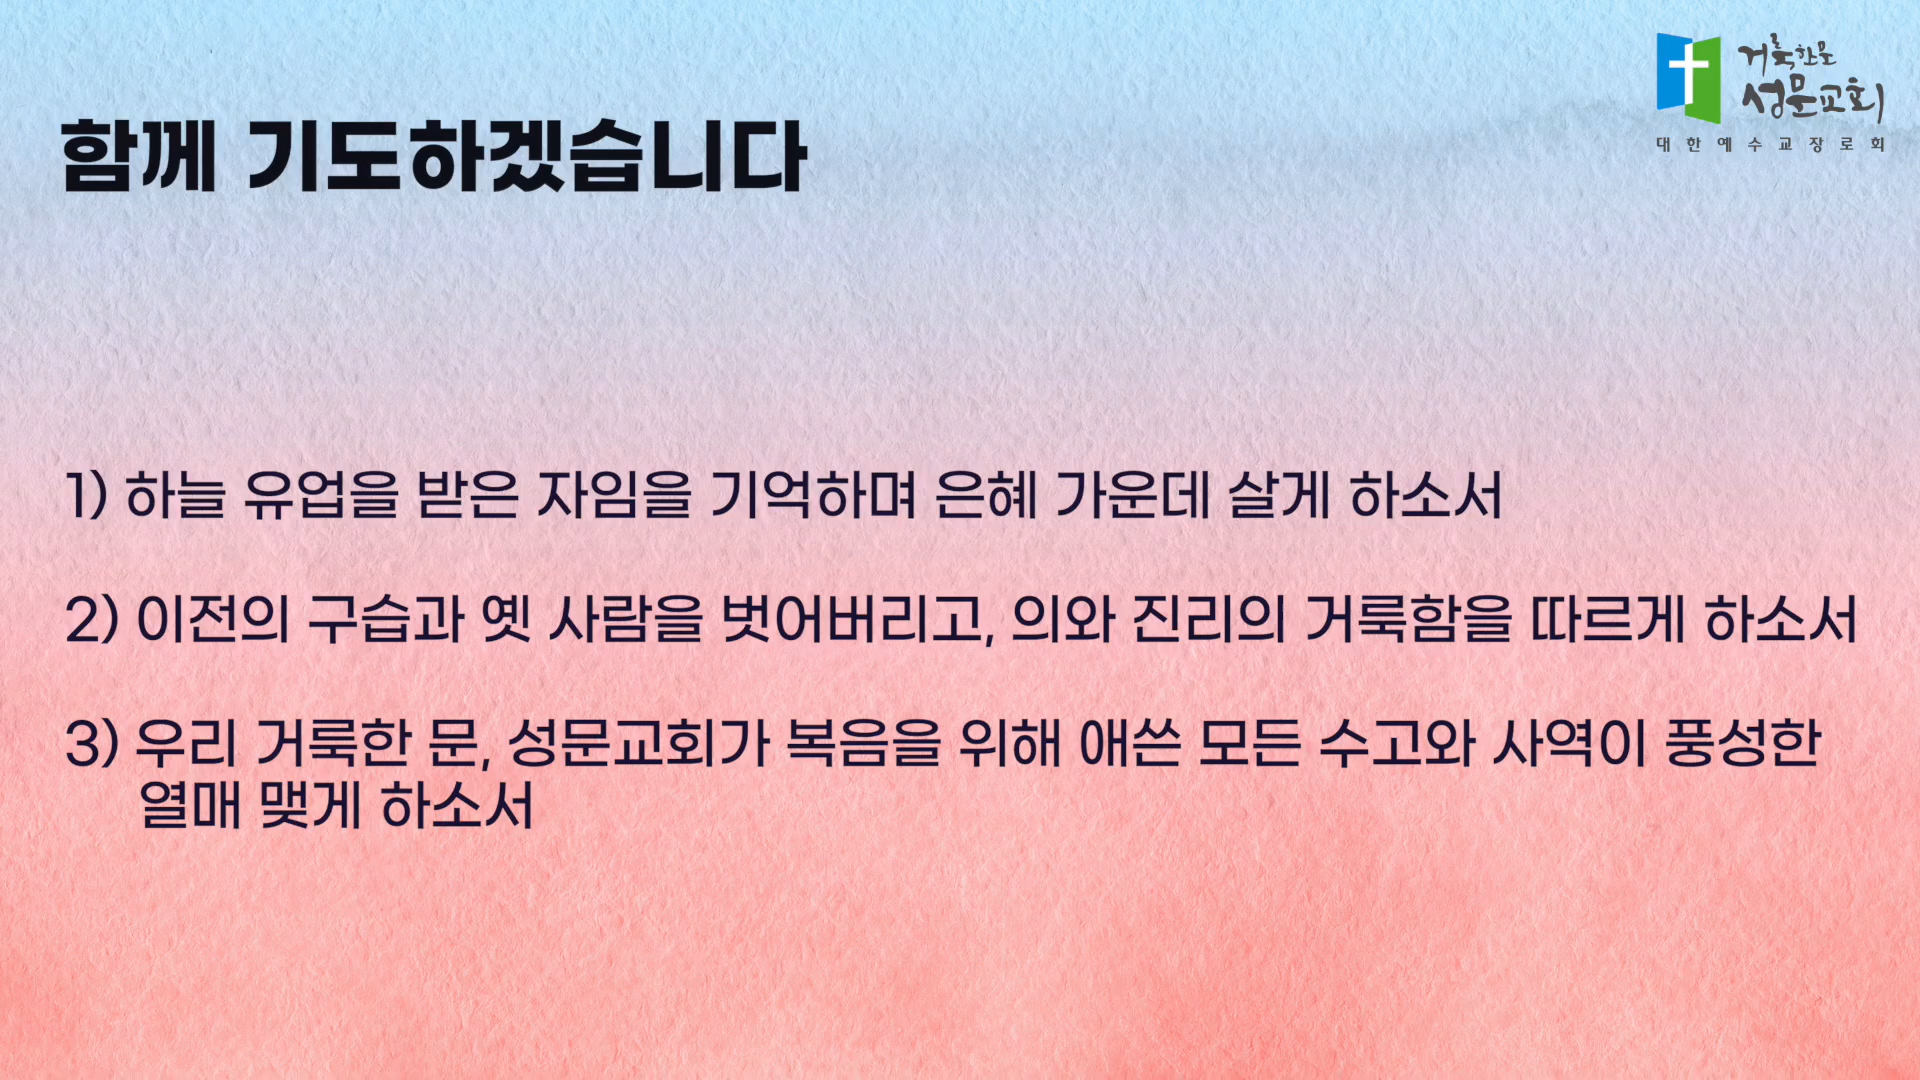 거룩한문
성문교회
대한예수교장로회
함께 기도하겠습니다
1) 하늘 유업을 받은 자임을 기억하며 은혜 가운데 살게 하소서
2) 이전의 구습과 옛 사람을 벗어버리고, 의와 진리의 거룩함을 따르게 하소서
3) 우리 거룩한 문, 성문교회가 복음을 위해 애쓴 모든 수고와 사역이 풍성한
열매 맺게 하소서